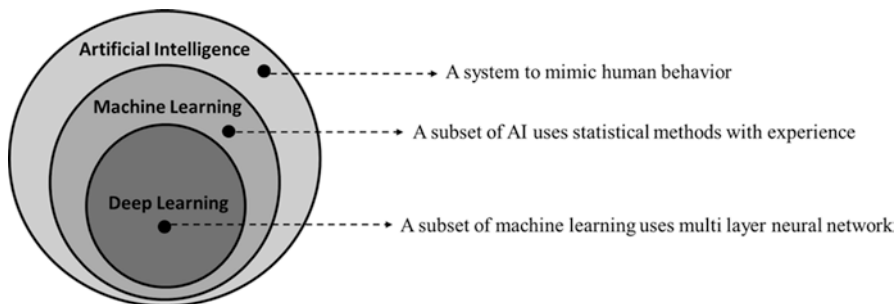 Artificial Intelligence
A system to mimic human behavior
Machine Learning
A subset of AI uses statistical methods with experience
Deep Learning
A subset of machine learning uses multi layer neural network